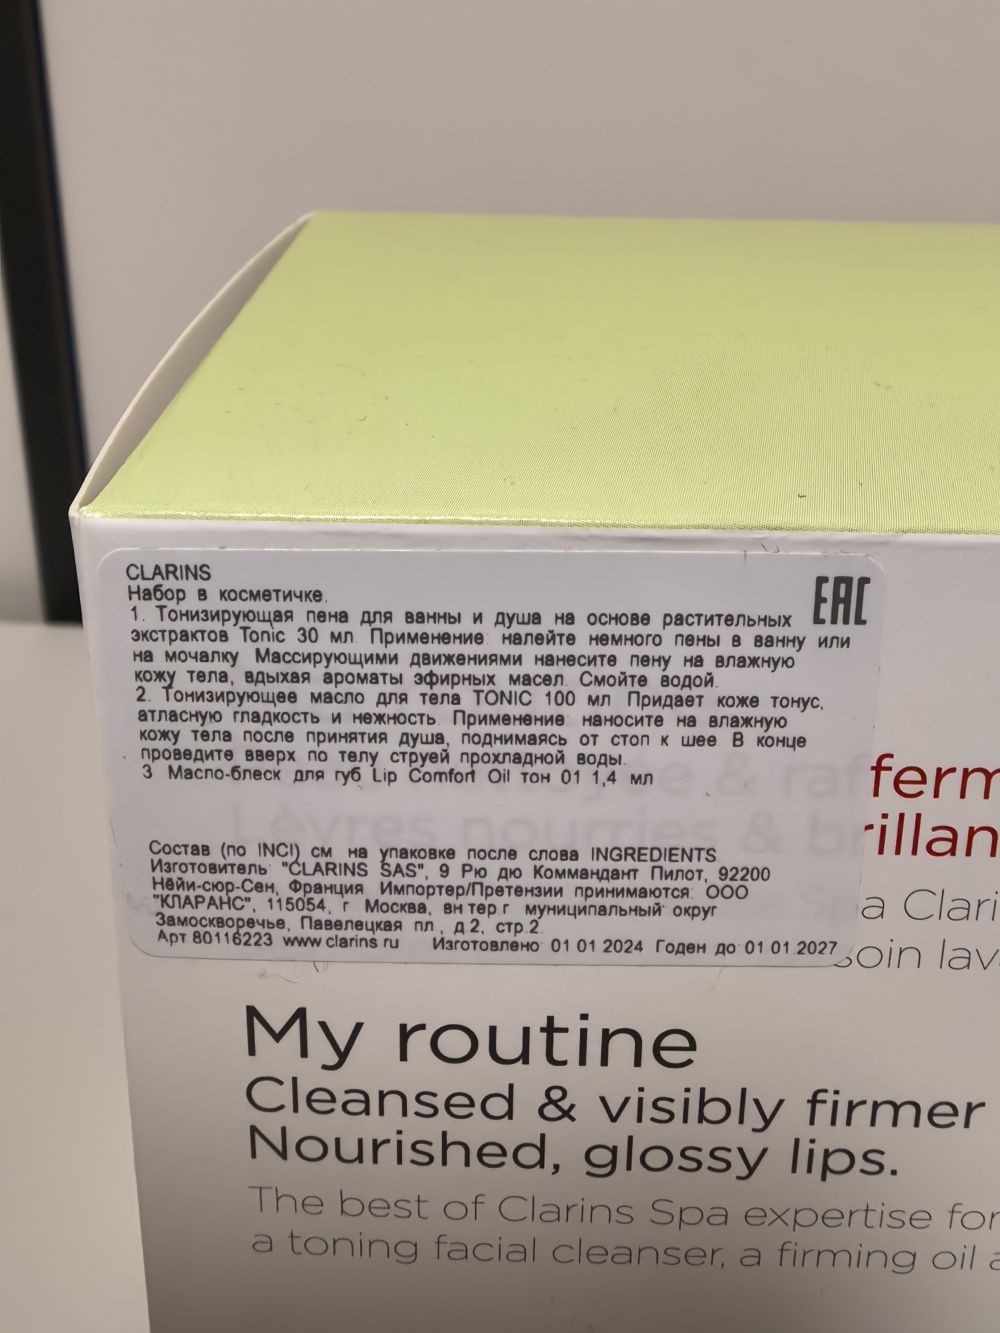 CLARINS
EAC
Набор в косметичке.
1. Тонизирующая пена для ванны и душа на основе растительных
экстрактов Tonic 30 мл. Применение: налейте немного пены в ванну или
на мочалку. Массирующими движениями нанесите пену на влажную
кожу тела, вдыхая ароматы эфирных масел. Смойте водой.
2. Тонизирующее масло для тела TONIC 100 мл. Придает коже тонус,
атласную гладкость и нежность. Применение: наносите на влажную
кожу тела после принятия душа, поднимаясь от стоп к шее. В конце
проведите вверх по телу струей прохладной воды.
3. Масло-блеск для губ Lip Comfort Oil тон 01 1,4 мл
Состав (по INCI) см. на упаковке после слова INGREDIENTS
Изготовитель: "CLARINS SAS", 9 Рю дю Коммандант Пилот, 92200
Нёйи-сюр-Сен, Франция. Импортер/Претензии принимаются: ООО
"КЛАРАНС", 115054, г. Москва, вн.тер.г. муниципальный округ
Замоскворечье, Павелецкая пл., д.2, стр.2.
Арт.80116223 www.clarins.ru Изготовлено: 01.01.2024 Годен до:01.01.2027
& raf ferm
Lèvres nourries & brillan
a Clari
soin lav
My routine
Cleansed & visibly firmer
Nourished, glossy lips.
The best of Clarins Spa expertise for
a toning facial cleanser, a firming oil a